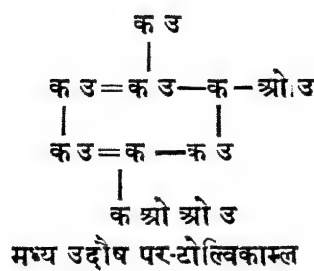 क उ
क उ=क उ—क—ओ उ
क उ=क —क उ
क ओ ओ उ
मध्य उदौष पर-टोल्विकाम्ल